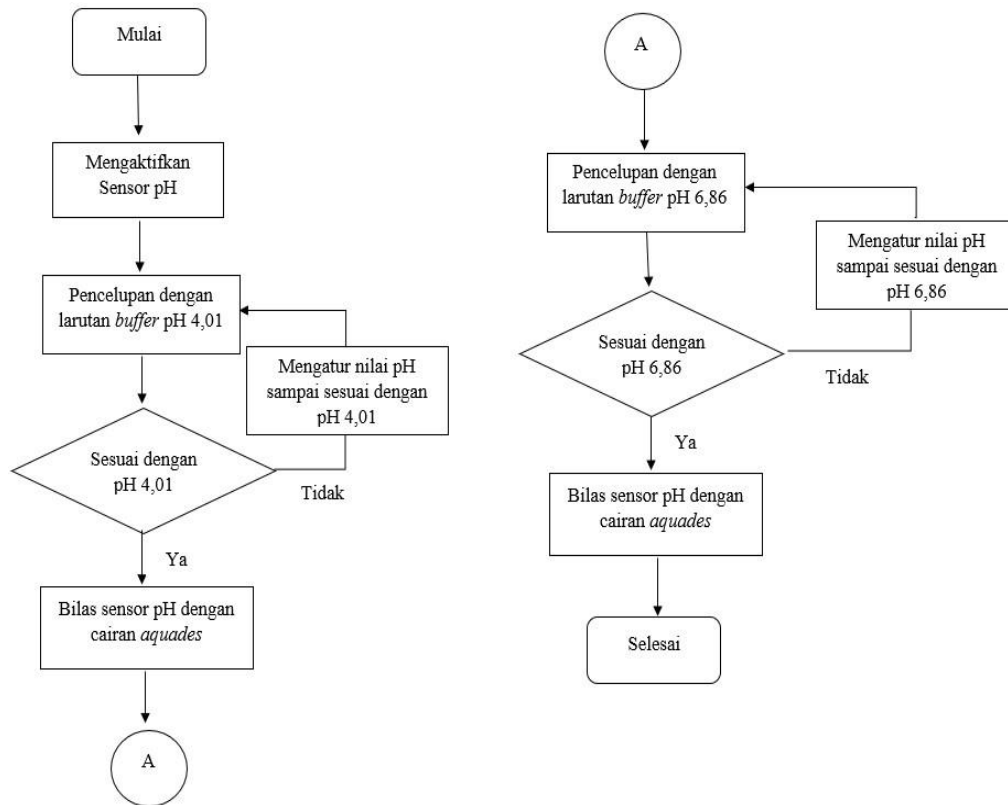 Mulai
Mengaktifkan
Sensor pH
Pencelupan dengan
larutan buffer pH 4,01
Mengatur nilai pH
sampai sesuai dengan
pH 4,01
Sesuai dengan
pH 4,01
Tidak
Ya
Bilas sensor pH dengan
cairan aquades
A
A
Pencelupan dengan
larutan buffer pH 6,86
Mengatur nilai pH
sampai sesuai dengan
pH 6,86
Sesuai dengan
pH 6,86
Tidak
Ya
Bilas sensor pH dengan
cairan aquades
Selesai